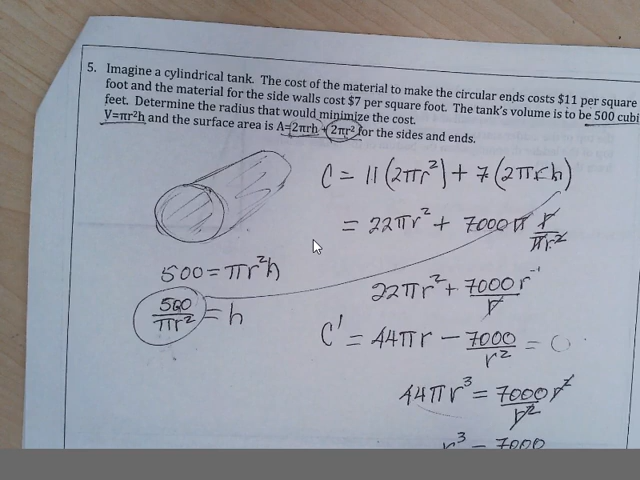 5. Imagine a cylindrical tank. The cost of the material to make the circular ends costs $11 per square
foot and the material for the side walls cost $7 per square foot. The tank's volume is to be 500 cubi
feet. Determine the radius that would minimize the cost.
V=πr²h and the surface area is A=2πrh + 2πr² for the sides and ends.
C = 11(2πr²) + 7(2πrh)
= 22πr² + 7000π r/πr²
500 = πr²h
22πr² + 7000r⁻¹/r
500/πr² = h
C' = 44πr − 7000/r² = 0
44πr³ = 7000r²/r²
r³ = 7000